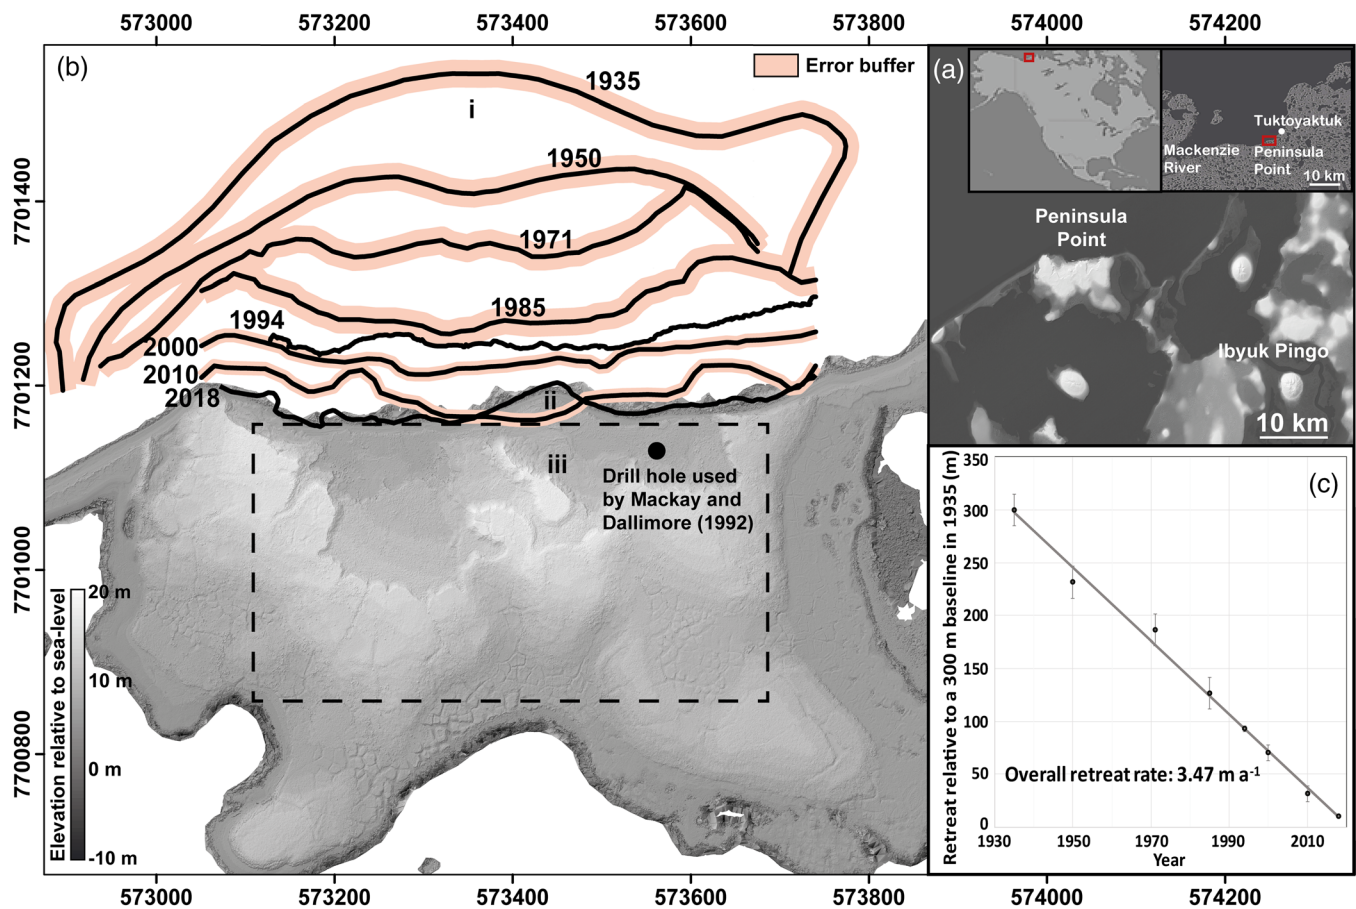 573000
573200
573400
573600
573800
574000
574200
(b)
Error buffer
1935
i
1950
1971
1985
1994
2000
2010
2018
ii
iii
Drill hole used
by Mackay and
Dallimore (1992)
7701400
7701200
7701000
7700800
Elevation relative to sea-level
20 m
10 m
0 m
-10 m
(a)
Tuktoyaktuk
Mackenzie
River
Peninsula
Point
10 km
Peninsula
Point
Ibyuk Pingo
10 km
(c)
Retreat relative to a 300 m baseline in 1935 (m)
350
300
250
200
150
100
50
0
Overall retreat rate: 3.47 m a-1
1930
1950
1970
1990
2010
Year
573000
573200
573400
573600
573800
574000
574200